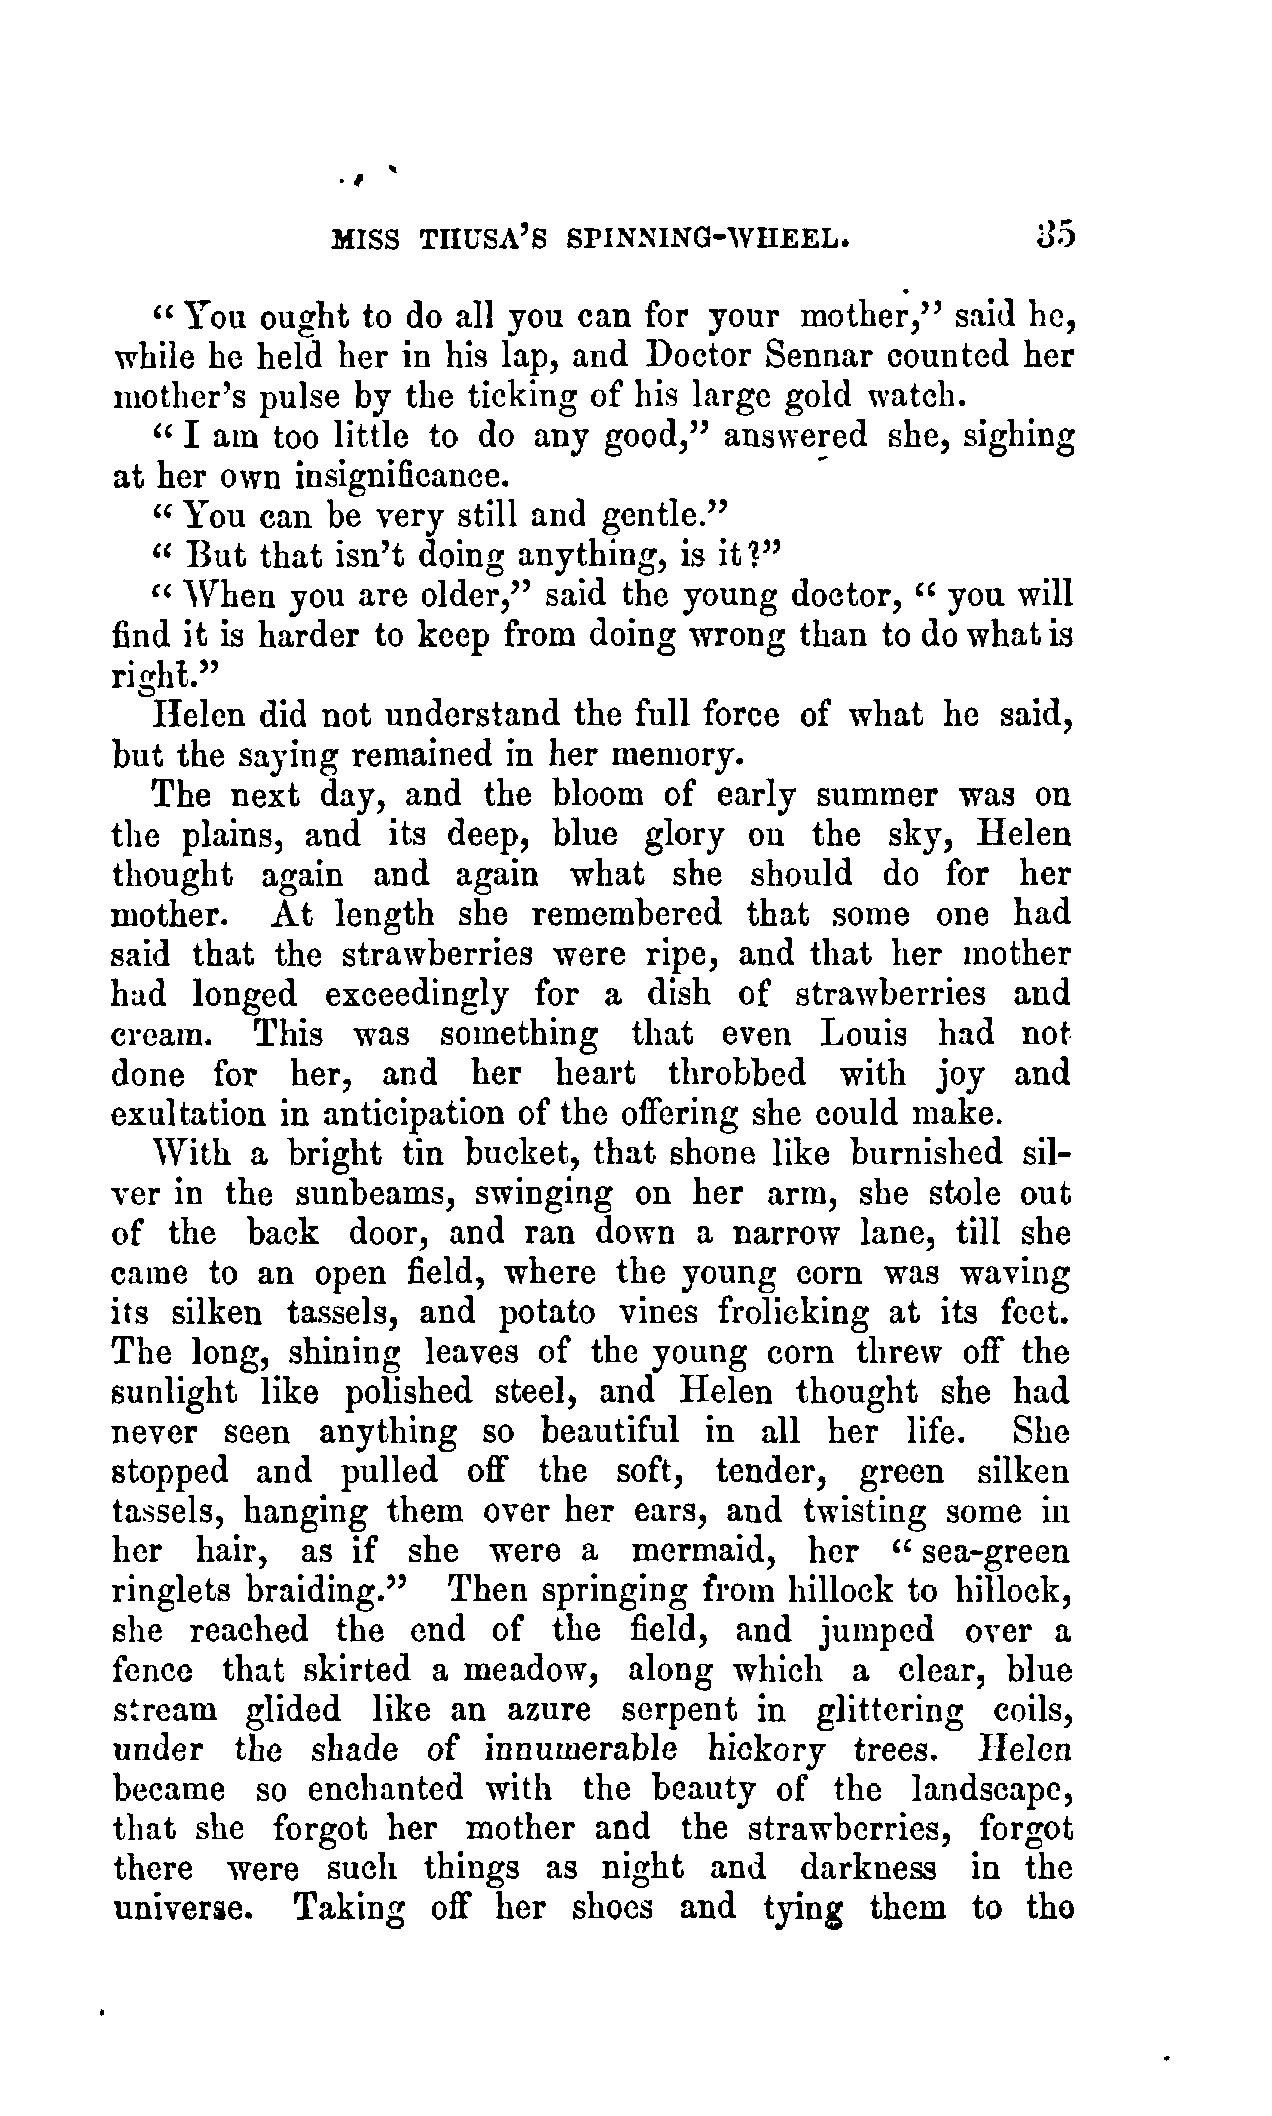 MISS THUSA'S SPINNING-WHEEL. 35
“You ought to do all you can for your mother,” said he,
while he held her in his lap, and Doctor Sennar counted her
mother's pulse by the ticking of his large gold watch.
“I am too little to do any good,” answered she, sighing
at her own insignificance.
“You can be very still and gentle.”
“But that isn't doing anything, is it?”
“When you are older,” said the young doctor, “you will
find it is harder to keep from doing wrong than to do what is
right.”
Helen did not understand the full force of what he said,
but the saying remained in her memory.
The next day, and the bloom of early summer was on
the plains, and its deep, blue glory on the sky, Helen
thought again and again what she should do for her
mother. At length she remembered that some one had
said that the strawberries were ripe, and that her mother
had longed exceedingly for a dish of strawberries and
cream. This was something that even Louis had not
done for her, and her heart throbbed with joy and
exultation in anticipation of the offering she could make.
With a bright tin bucket, that shone like burnished sil-
ver in the sunbeams, swinging on her arm, she stole out
of the back door, and ran down a narrow lane, till she
came to an open field, where the young corn was waving
its silken tassels, and potato vines frolicking at its feet.
The long, shining leaves of the young corn threw off the
sunlight like polished steel, and Helen thought she had
never seen anything so beautiful in all her life. She
stopped and pulled off the soft, tender, green silken
tassels, hanging them over her ears, and twisting some in
her hair, as if she were a mermaid, her “sea-green
ringlets braiding.” Then springing from hillock to hillock,
she reached the end of the field, and jumped over a
fence that skirted a meadow, along which a clear, blue
stream glided like an azure serpent in glittering coils,
under the shade of innumerable hickory trees. Helen
became so enchanted with the beauty of the landscape,
that she forgot her mother and the strawberries, forgot
there were such things as night and darkness in the
universe. Taking off her shoes and tying them to the